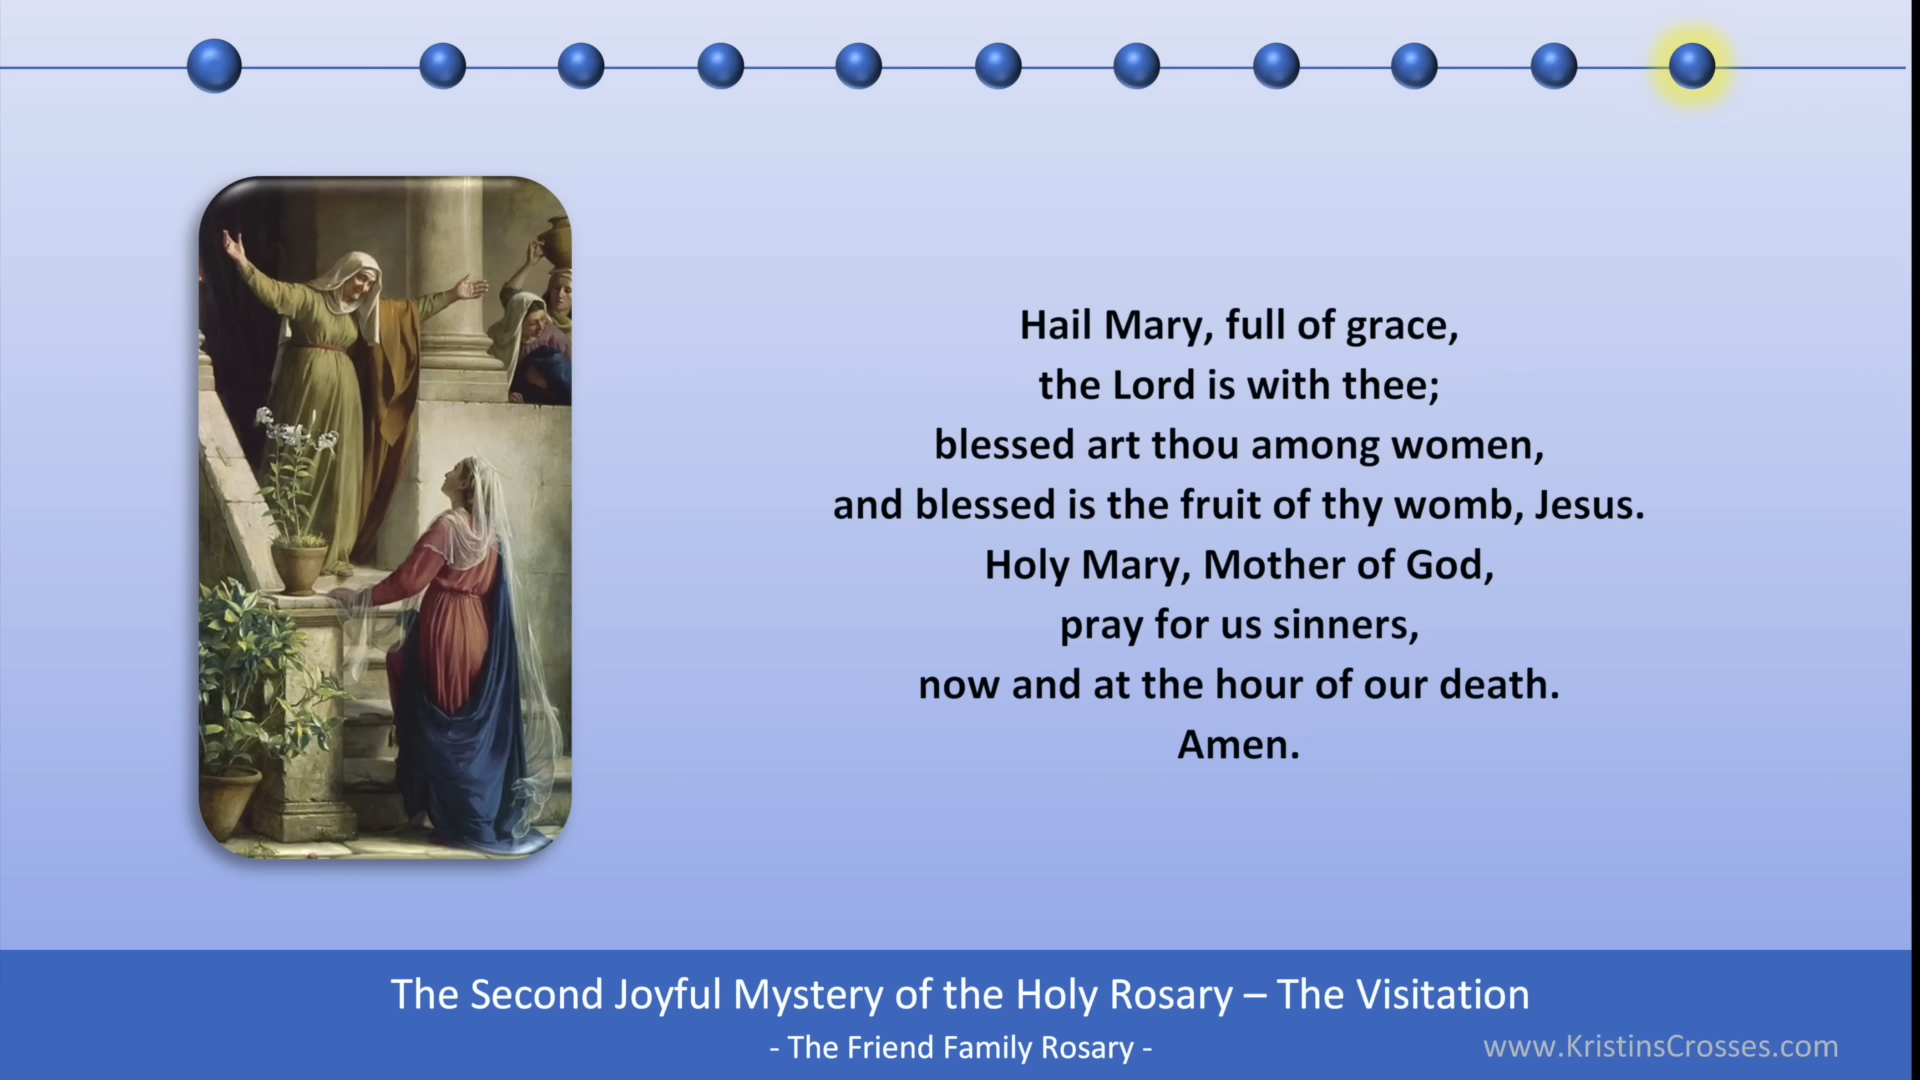 Hail Mary, full of grace,
the Lord is with thee;
blessed art thou among women,
and blessed is the fruit of thy womb, Jesus.
Holy Mary, Mother of God,
pray for us sinners,
now and at the hour of our death.
Amen.
The Second Joyful Mystery of the Holy Rosary – The Visitation
- The Friend Family Rosary -
www.KristinsCrosses.com